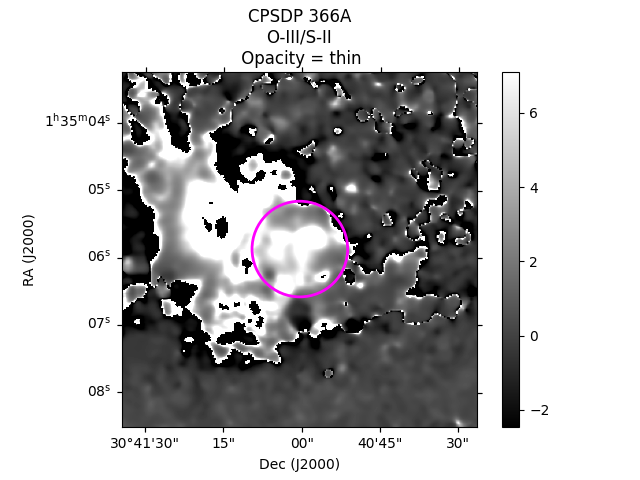 CPSDP 366A
O-III/S-II
Opacity = thin
1ʰ35ᵐ04ˢ
05ˢ
06ˢ
07ˢ
08ˢ
RA (J2000)
30°41'30"
15"
00"
40'45"
30"
Dec (J2000)
6
4
2
0
−2